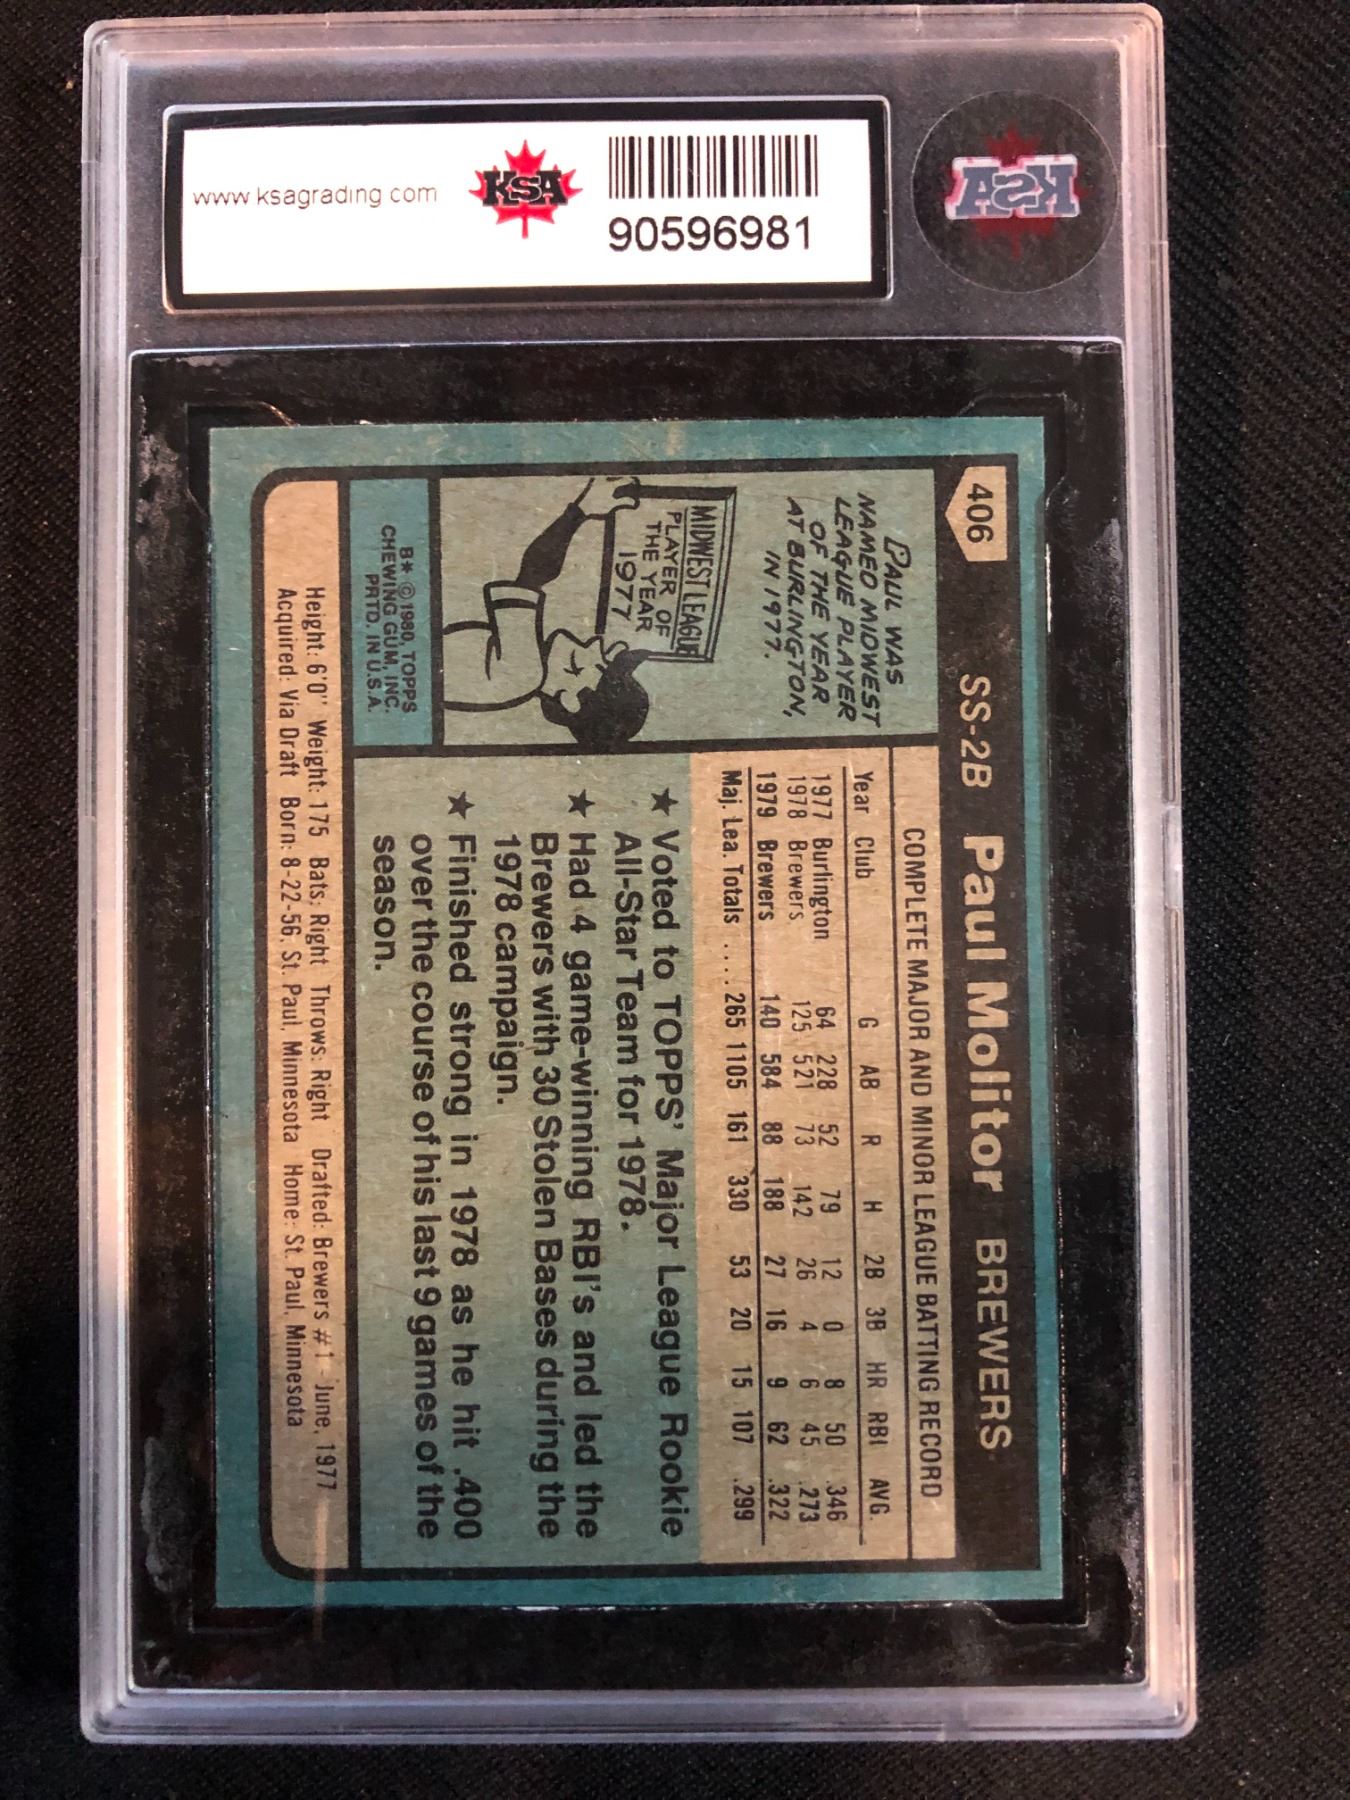 www.ksagrading.com
KSA
90596981
KSA
406
SS-2B Paul Molitor BREWERS
PAUL WAS
NAMED MIDWEST
LEAGUE PLAYER
OF THE YEAR
AT BURLINGTON,
IN 1977.
MIDWEST LEAGUE
PLAYER OF
THE YEAR
1977
B* © 1980, TOPPS
CHEWING GUM, INC.
PRTD. IN U.S.A.
COMPLETE MAJOR AND MINOR LEAGUE BATTING RECORD
Year Club G AB R H 2B 3B HR RBI AVG.
1977 Burlington 64 228 52 79 12 0 8 50 .346
1978 Brewers 125 521 73 142 26 4 6 45 .273
1979 Brewers 140 584 88 188 27 16 9 62 .322
Maj. Lea. Totals .... 265 1105 161 330 53 20 15 107 .299
★ Voted to TOPPS' Major League Rookie
All-Star Team for 1978.
★ Had 4 game-winning RBI's and led the
Brewers with 30 Stolen Bases during the
1978 campaign.
★ Finished strong in 1978 as he hit .400
over the course of his last 9 games of the
season.
Height: 6'0" Weight: 175 Bats: Right Throws: Right Drafted: Brewers #1 - June, 1977
Acquired: Via Draft Born: 8-22-56, St. Paul, Minnesota Home: St. Paul, Minnesota